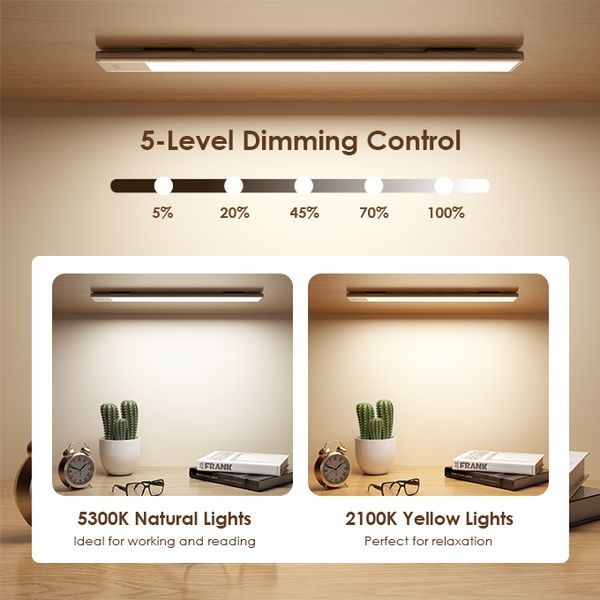 5-Level Dimming Control
5% 20% 45% 70% 100%
FRANK
FRANK
5300K Natural Lights
2100K Yellow Lights
Ideal for working and reading
Perfect for relaxation